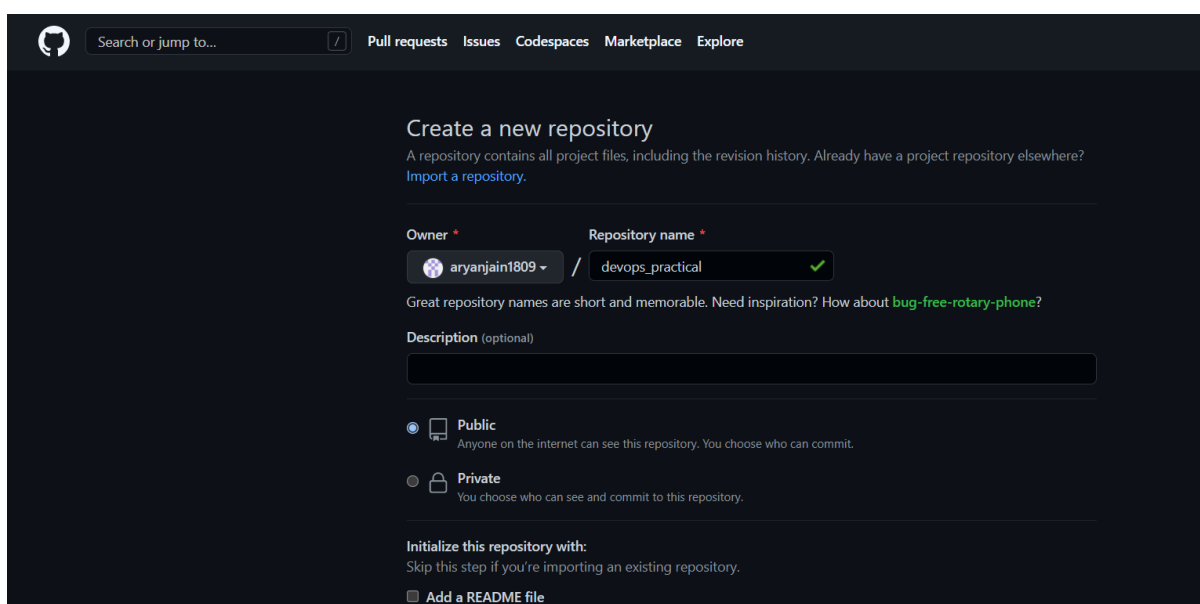 Search or jump to... /
Pull requests Issues Codespaces Marketplace Explore
Create a new repository
A repository contains all project files, including the revision history. Already have a project repository elsewhere?
Import a repository.
Owner * Repository name *
aryanjain1809 / devops_practical
Great repository names are short and memorable. Need inspiration? How about bug-free-rotary-phone?
Description (optional)
Public
Anyone on the internet can see this repository. You choose who can commit.
Private
You choose who can see and commit to this repository.
Initialize this repository with:
Skip this step if you're importing an existing repository.
Add a README file